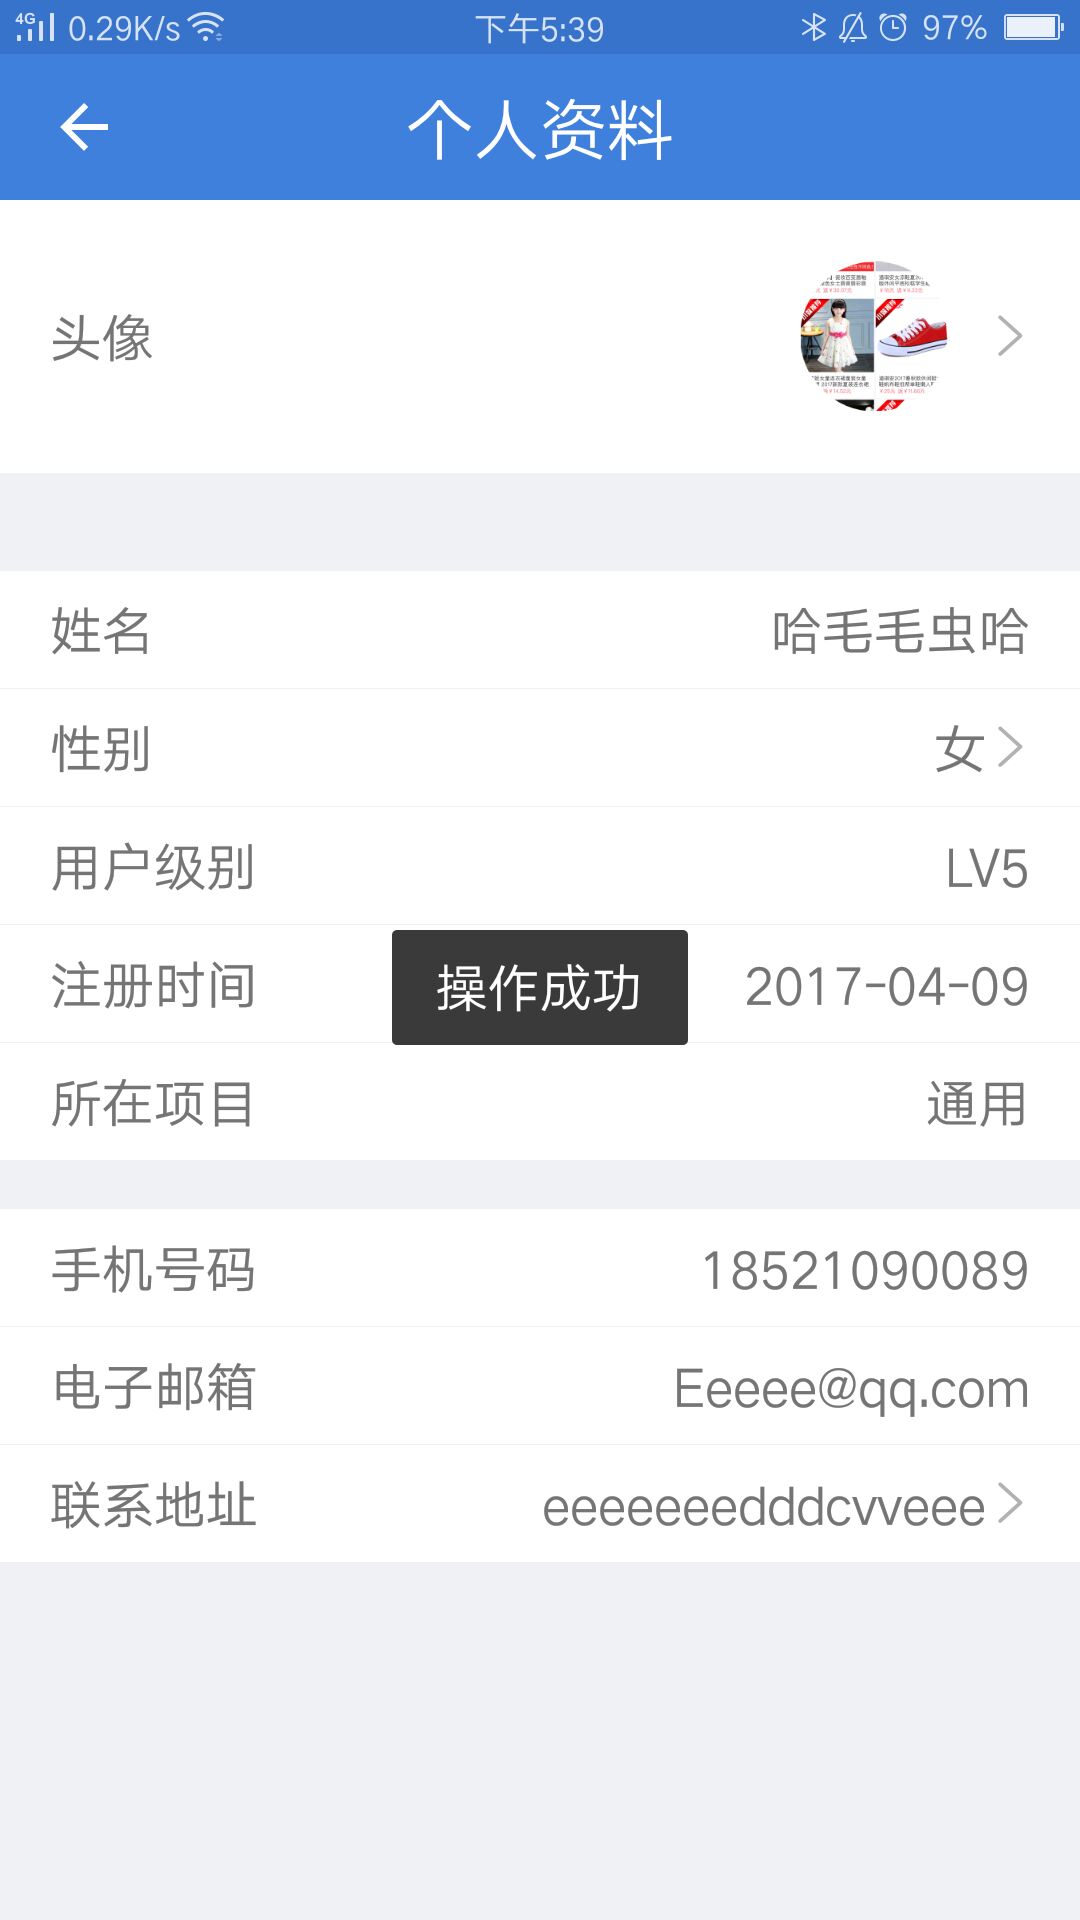 4G 0.29K/s 下午5:39 97%
个人资料
头像
姓名 哈毛毛虫哈
性别 女
用户级别 LV5
注册时间 2017-04-09
操作成功
所在项目 通用
手机号码 18521090089
电子邮箱 Eeeee@qq.com
联系地址 eeeeeeedddcvveee